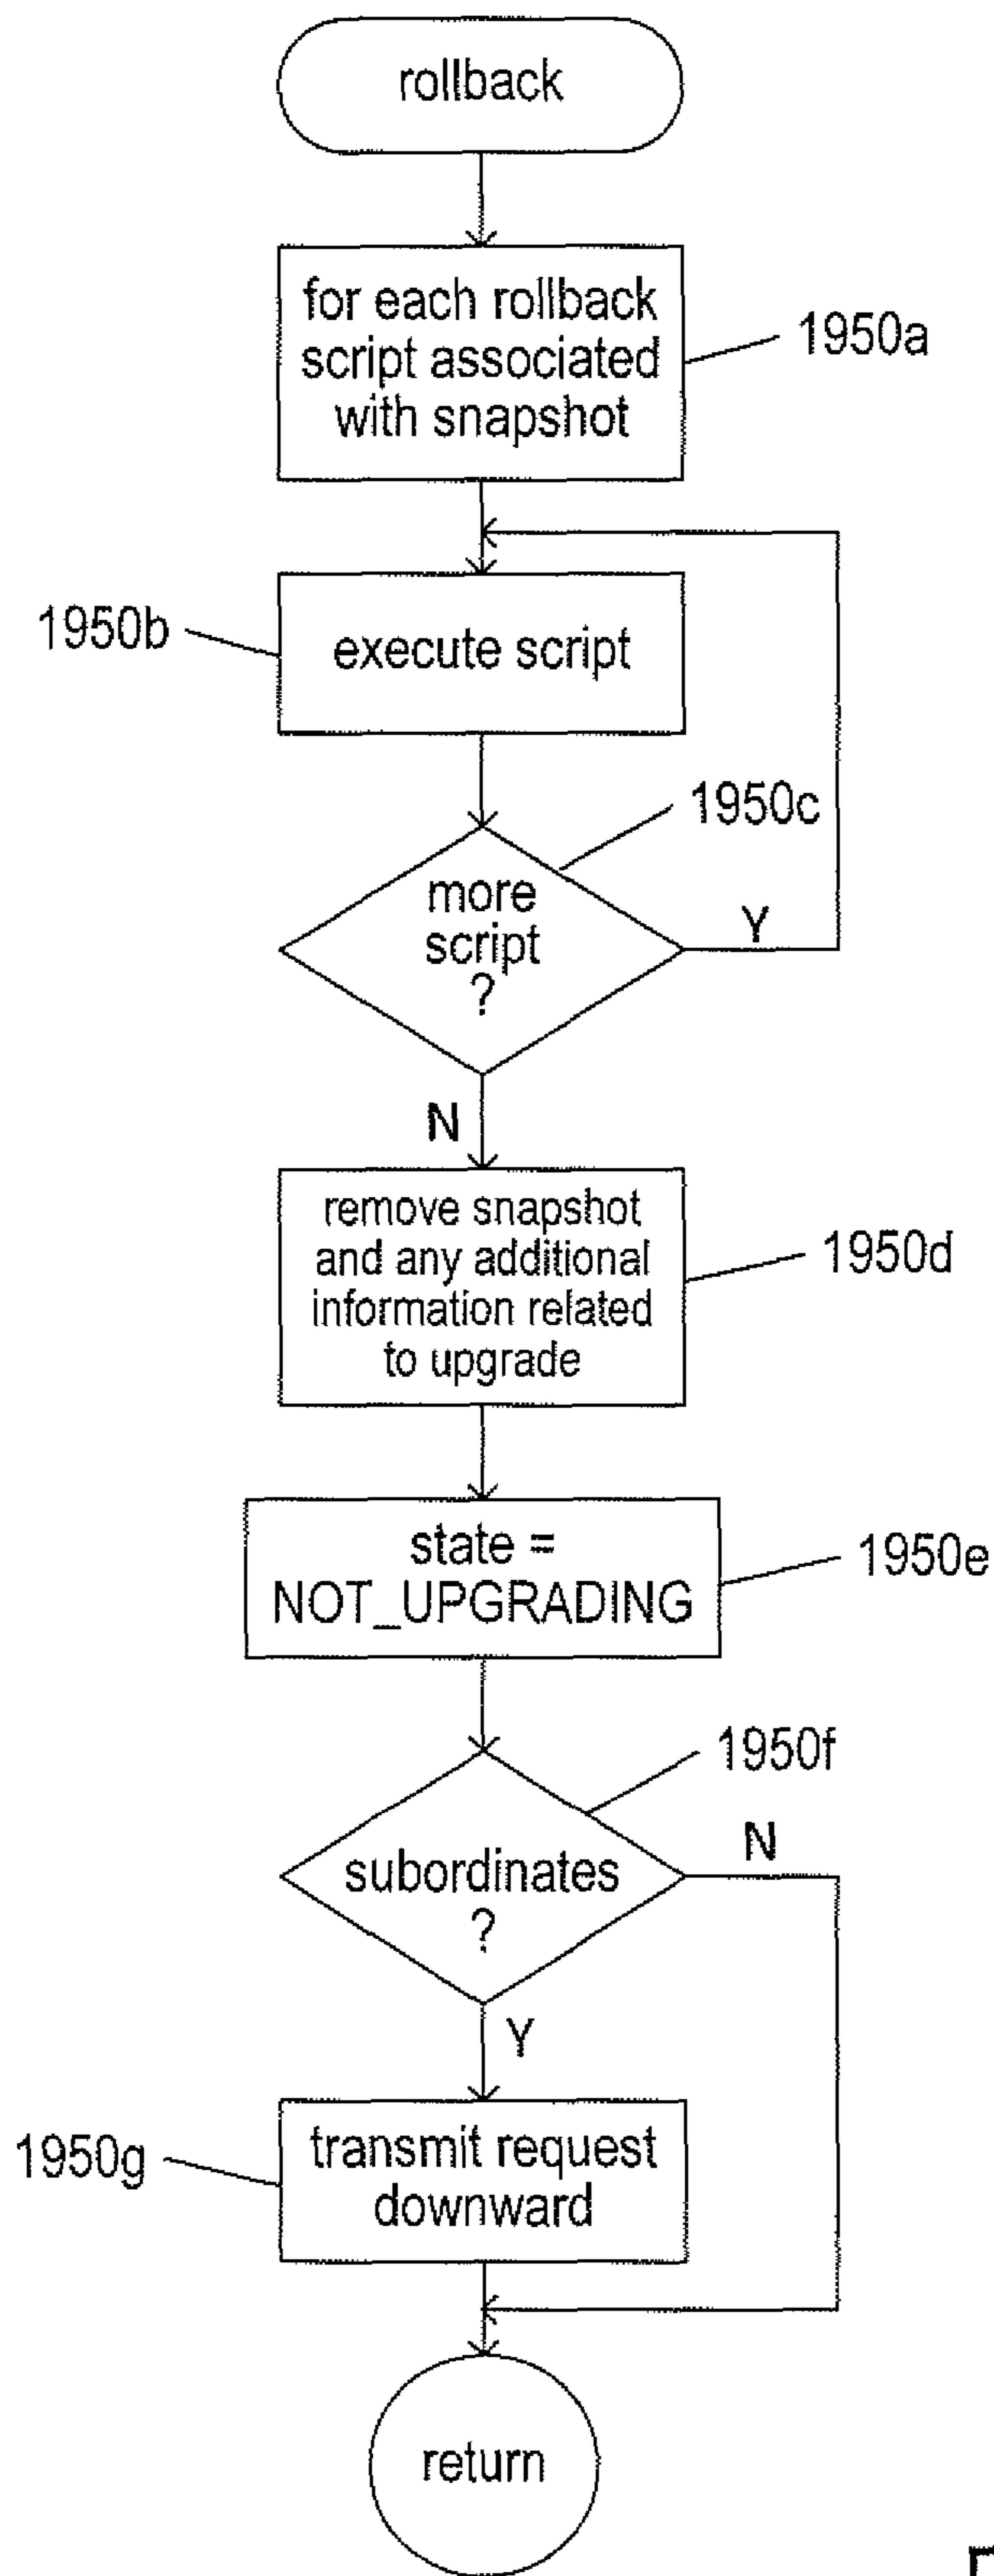 rollback
for each rollback
script associated
with snapshot
1950a
1950b
execute script
1950c
more
script
?
Y
N
remove snapshot
and any additional
information related
to upgrade
1950d
state =
NOT_UPGRADING
1950e
1950f
subordinates
?
N
Y
1950g
transmit request
downward
return